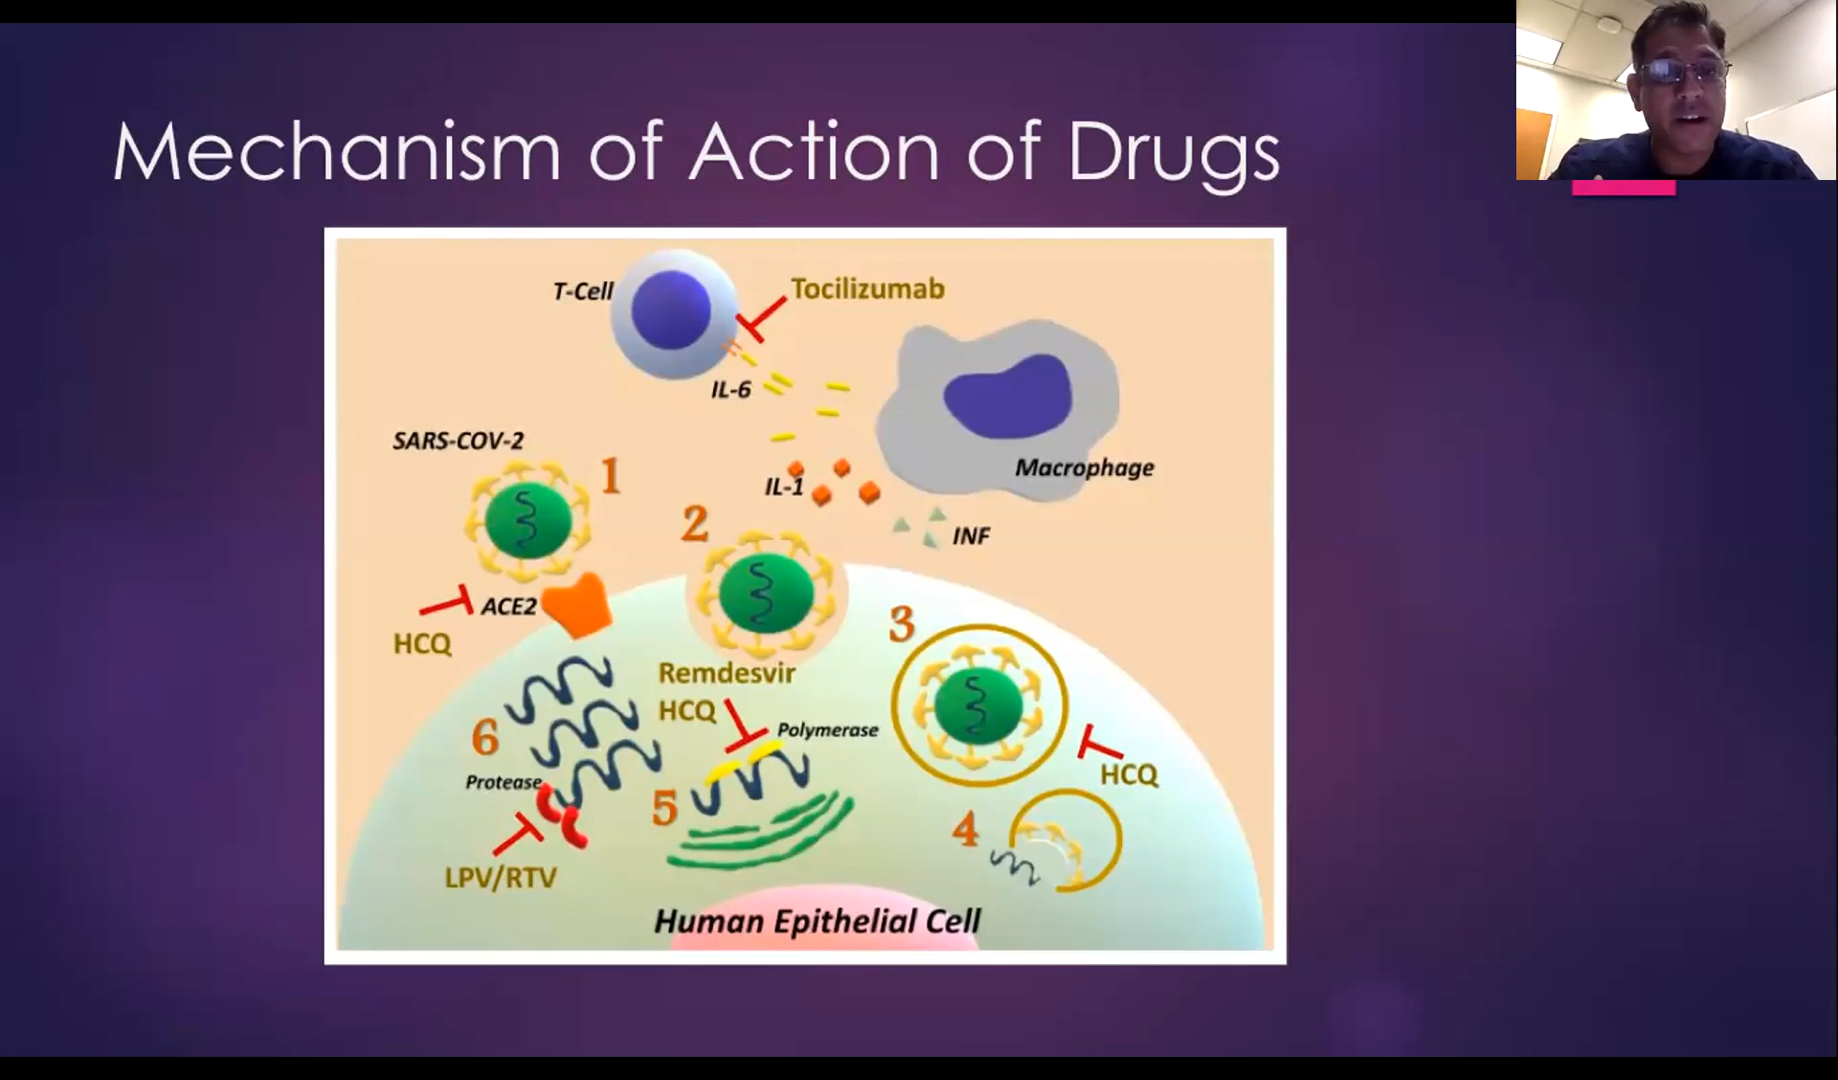 Mechanism of Action of Drugs
T-Cell
Tocilizumab
IL-6
SARS-COV-2
1
Macrophage
IL-1
2
INF
ACE2
HCQ
3
Remdesvir
HCQ
Polymerase
6
Protease
HCQ
5
4
LPV/RTV
Human Epithelial Cell